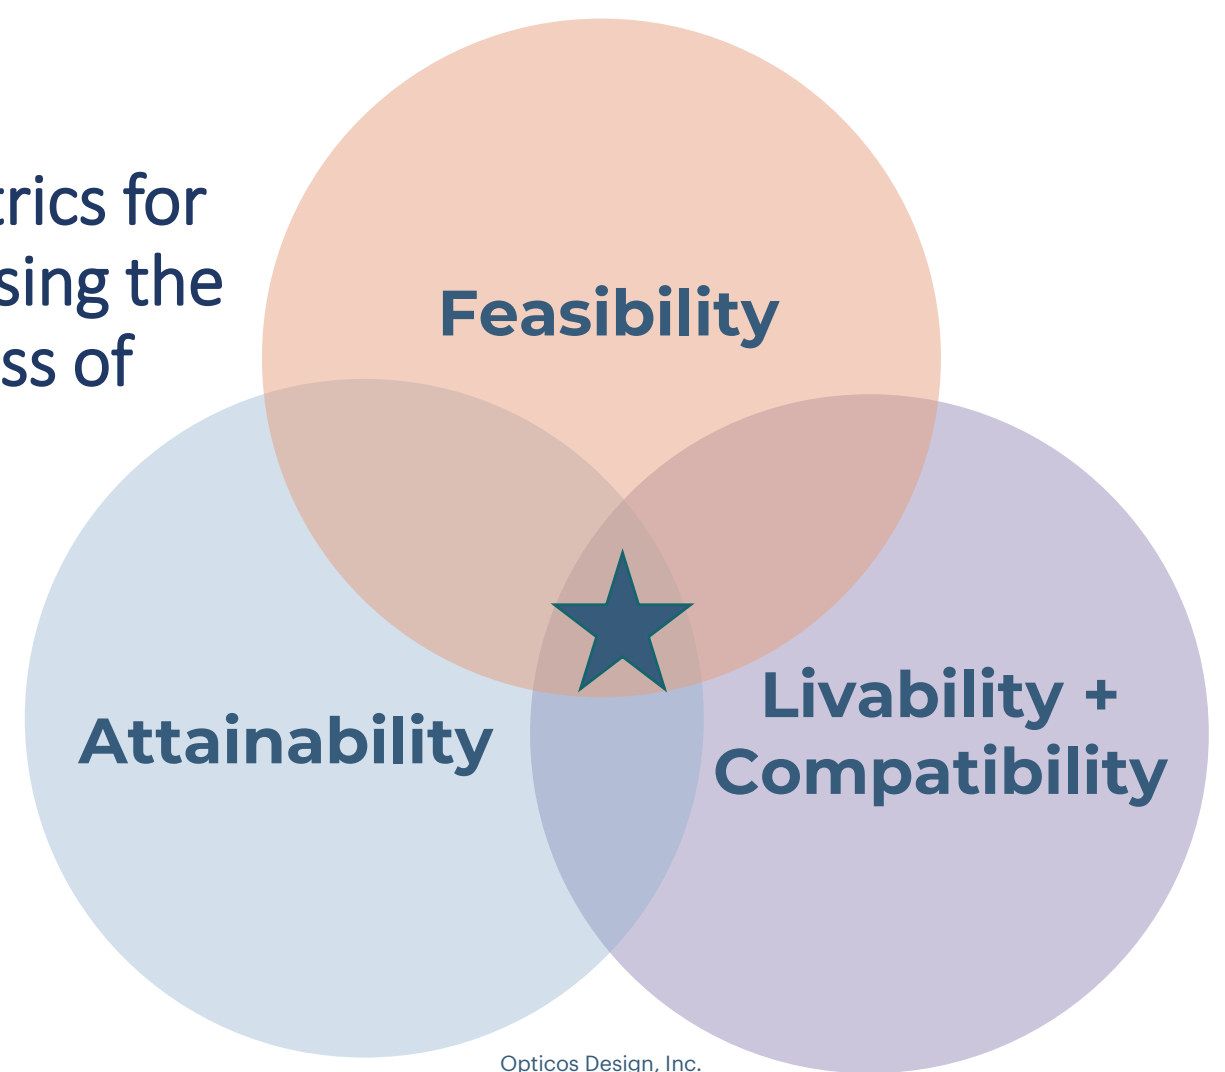 trics for
sing the
ss of
Feasibility
Attainability
Livability +
Compatibility
Opticos Design, Inc.